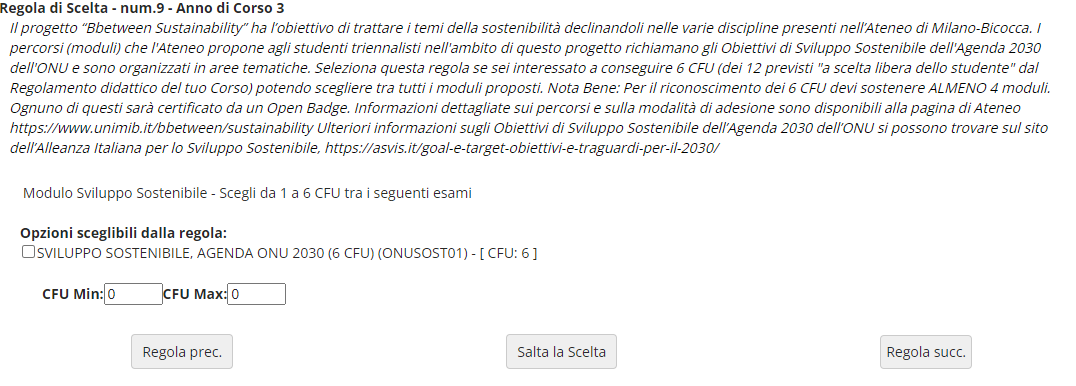 Regola di Scelta - num.9 - Anno di Corso 3
Il progetto “Bbetween Sustainability” ha l’obiettivo di trattare i temi della sostenibilità declinandoli nelle varie discipline presenti nell’Ateneo di Milano-Bicocca. I
percorsi (moduli) che l'Ateneo propone agli studenti triennalisti nell'ambito di questo progetto richiamano gli Obiettivi di Sviluppo Sostenibile dell'Agenda 2030
dell'ONU e sono organizzati in aree tematiche. Seleziona questa regola se sei interessato a conseguire 6 CFU (dei 12 previsti "a scelta libera dello studente" dal
Regolamento didattico del tuo Corso) potendo scegliere tra tutti i moduli proposti. Nota Bene: Per il riconoscimento dei 6 CFU devi sostenere ALMENO 4 moduli.
Ognuno di questi sarà certificato da un Open Badge. Informazioni dettagliate sui percorsi e sulla modalità di adesione sono disponibili alla pagina di Ateneo
https://www.unimib.it/bbetween/sustainability Ulteriori informazioni sugli Obiettivi di Sviluppo Sostenibile dell’Agenda 2030 dell’ONU si possono trovare sul sito
dell’Alleanza Italiana per lo Sviluppo Sostenibile, https://asvis.it/goal-e-target-obiettivi-e-traguardi-per-il-2030/
Modulo Sviluppo Sostenibile - Scegli da 1 a 6 CFU tra i seguenti esami
Opzioni sceglibili dalla regola:
SVILUPPO SOSTENIBILE, AGENDA ONU 2030 (6 CFU) (ONUSOST01) - [ CFU: 6 ]
CFU Min: 0 CFU Max: 0
Regola prec. Salta la Scelta Regola succ.